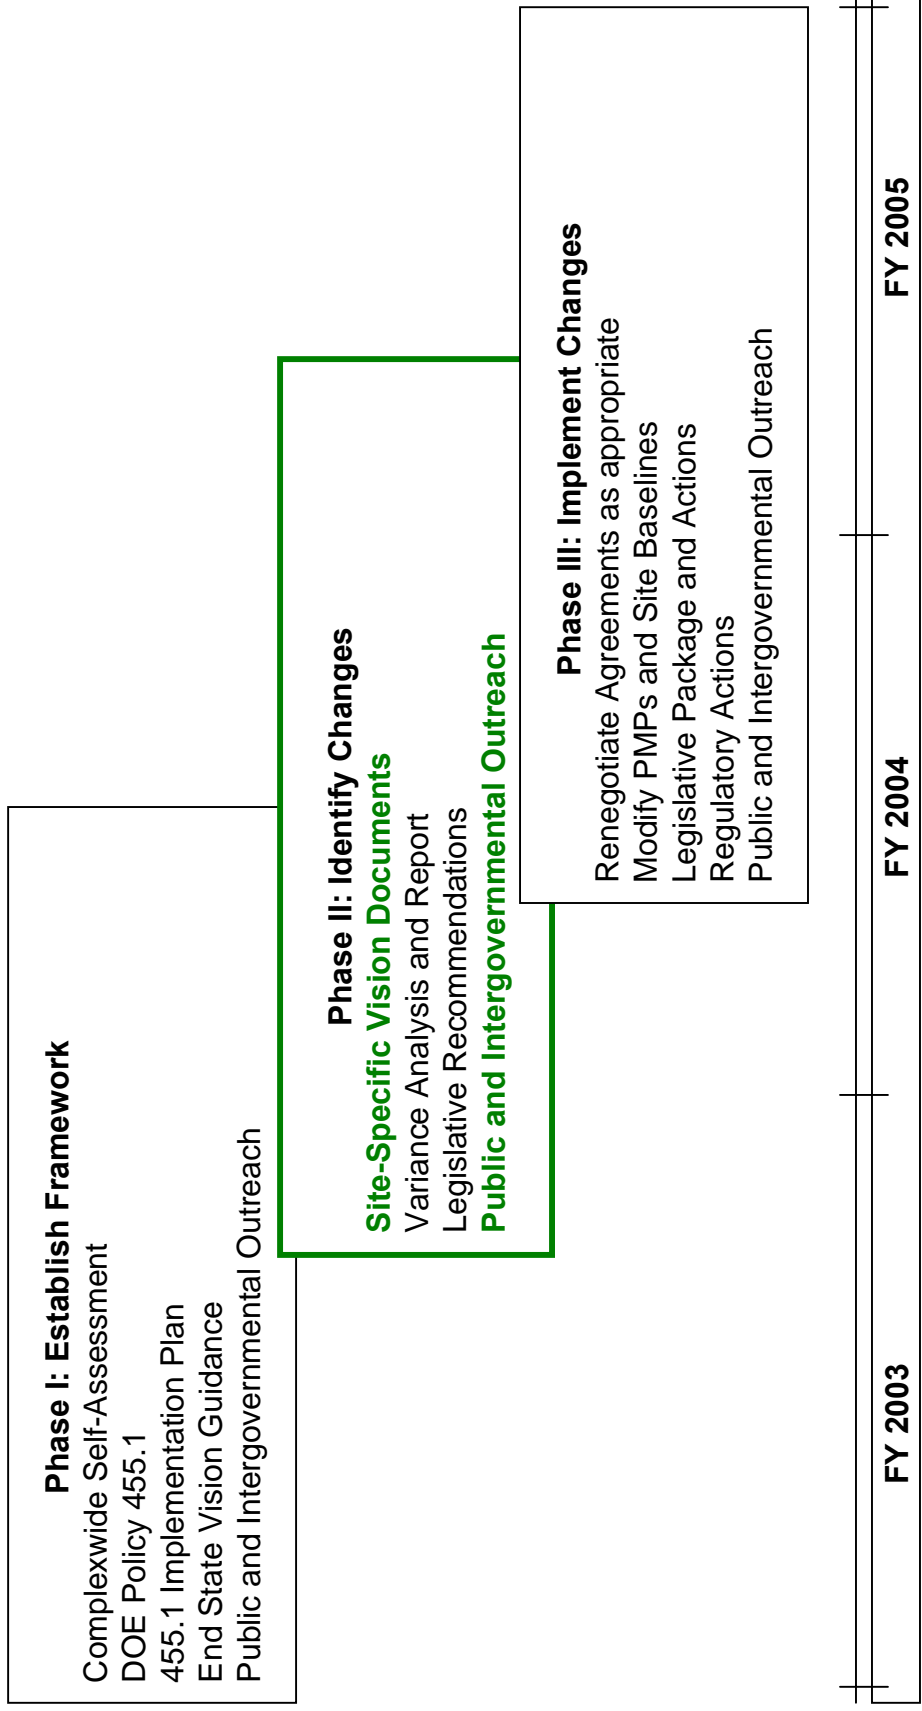 Phase I: Establish Framework
Complexwide Self-Assessment
DOE Policy 455.1
455.1 Implementation Plan
End State Vision Guidance
Public and Intergovernmental Outreach
Phase II: Identify Changes
Site-Specific Vision Documents
Variance Analysis and Report
Legislative Recommendations
Public and Intergovernmental Outreach
Phase III: Implement Changes
Renegotiate Agreements as appropriate
Modify PMPs and Site Baselines
Legislative Package and Actions
Regulatory Actions
Public and Intergovernmental Outreach
FY 2003
FY 2004
FY 2005